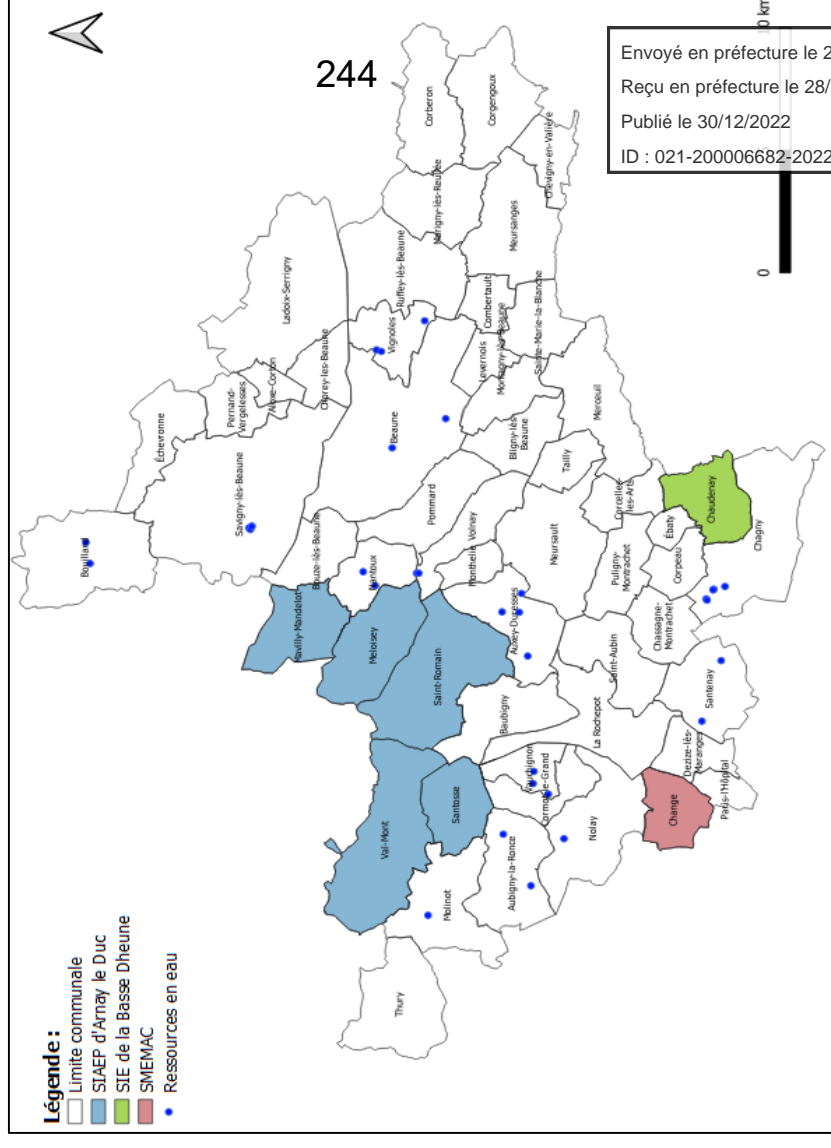 244
Envoyé en préfecture le 2
Reçu en préfecture le 28/
Publié le 30/12/2022
ID : 021-200006682-2022
Légende :
Limite communale
SIAEP d'Arnay le Duc
SIE de la Basse Dheune
SMEMAC
Ressources en eau
0
10 km
Thury
Molinot
Val-Mont
Santosse
Aubigny-la-Ronce
Nolay
Change
Paris-l'Hôpital
Dezize-lès-Maranges
Cormot-le-Grand
Vauchignon
Baubigny
La Rochepot
Santenay
Saint-Aubin
Chassagne-Montrachet
Saint-Romain
Meloisey
Mavilly-Mandelot
Auxey-Duresses
Monthelie
Volnay
Nantoux
Bouze-lès-Beaune
Pommard
Meursault
Puligny-Montrachet
Corpeau
Ébaty
Chagny
Chaudenay
Corcelles-les-Arts
Tailly
Merceuil
Bligny-lès-Beaune
Montagny-lès-Beaune
Levernois
Combertault
Sainte-Marie-la-Blanche
Meursanges
Chevigny-en-Valière
Corgengoux
Corberon
Marigny-lès-Reullée
Ruffey-lès-Beaune
Vignoles
Beaune
Savigny-lès-Beaune
Bouilland
Échevronne
Pernand-Vergelesses
Aloxe-Corton
Chorey-les-Beaune
Ladoix-Serrigny